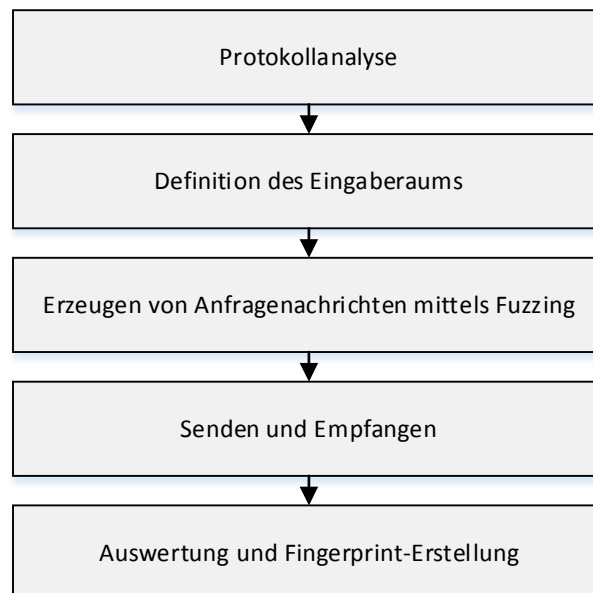 Protokollanalyse
Definition des Eingaberaums
Erzeugen von Anfragenachrichten mittels Fuzzing
Senden und Empfangen
Auswertung und Fingerprint-Erstellung